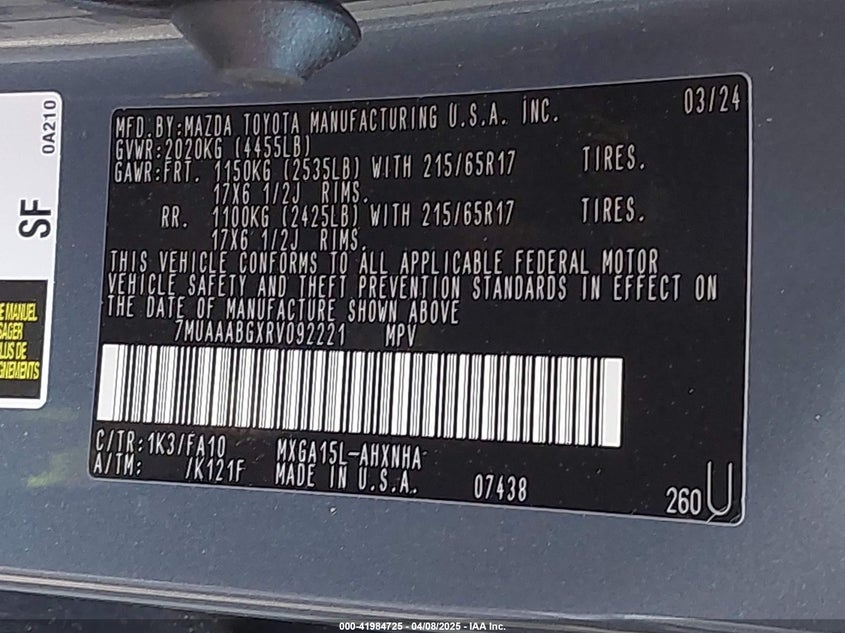 0A210
SF
E MANUEL
SAGER
LUS DE
GNEMENTS
MFD.BY:MAZDA TOYOTA MANUFACTURING U.S.A. INC. 03/24
GVWR:2020KG (4455LB)
GAWR:FRT. 1150KG (2535LB) WITH 215/65R17 TIRES.
17X6 1/2J RIMS.
RR. 1100KG (2425LB) WITH 215/65R17 TIRES.
17X6 1/2J RIMS.
THIS VEHICLE CONFORMS TO ALL APPLICABLE FEDERAL MOTOR
VEHICLE SAFETY AND THEFT PREVENTION STANDARDS IN EFFECT ON
THE DATE OF MANUFACTURE SHOWN ABOVE
7MUAAABGXRV092221 MPV
C/TR:1K3/FA10 MXGA15L-AHXNHA
A/TM: /K121F MADE IN U.S.A. 07438 260U
000-41984725 - 04/08/2025 - IAA Inc.